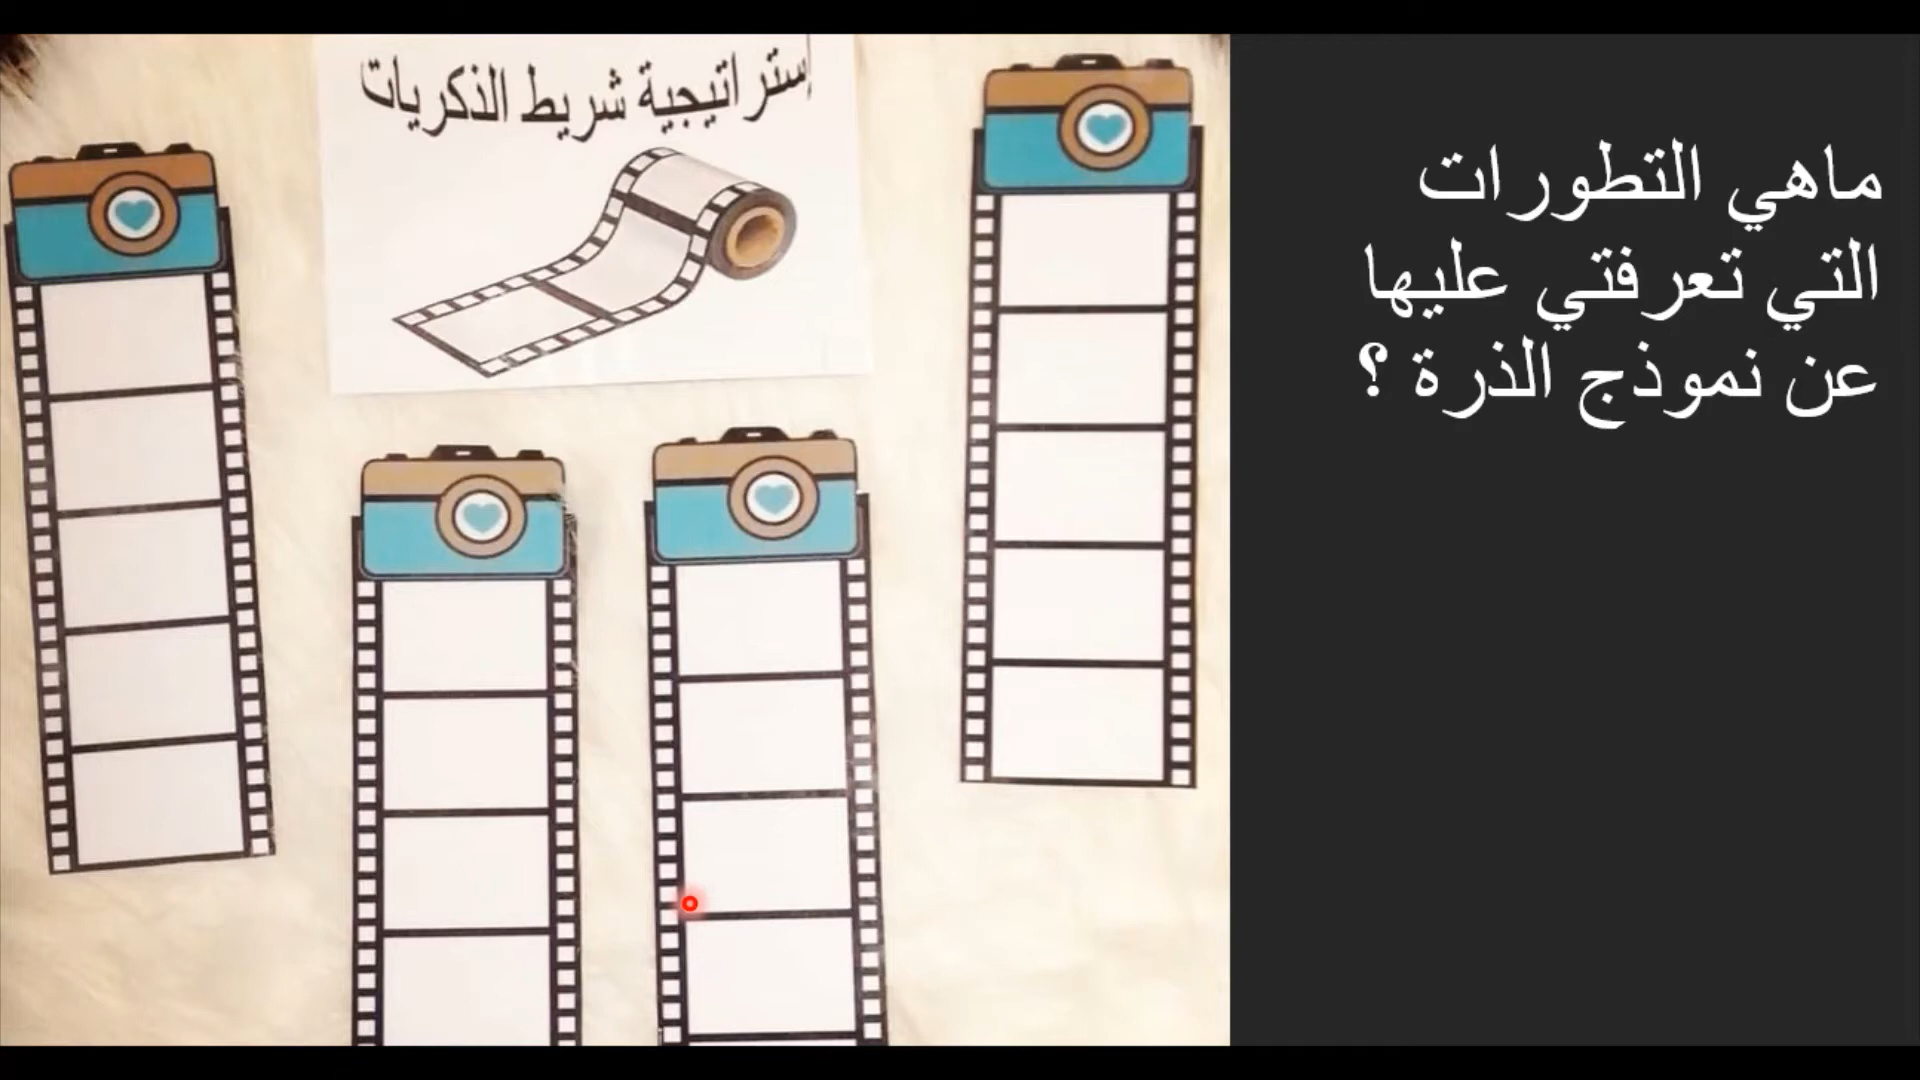 إستراتيجية شريط الذكريات
ماهي التطورات
التي تعرفتي عليها
عن نموذج الذرة ؟